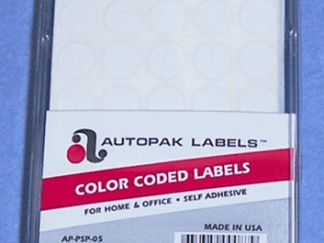 AUTOPAK LABELS™
COLOR CODED LABELS
FOR HOME & OFFICE • SELF ADHESIVE
AP-PSP-05
MADE IN USA